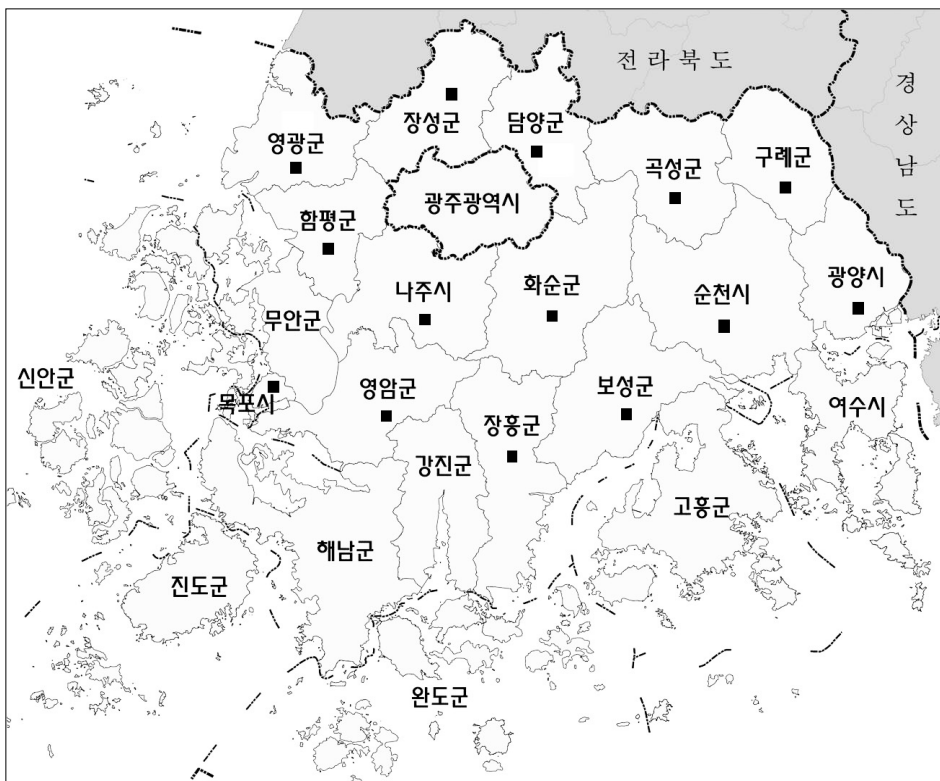 전라북도
경상남도
장성군
담양군
영광군
곡성군
구례군
광주광역시
함평군
나주시
화순군
순천시
광양시
무안군
신안군
목포시
영암군
장흥군
보성군
여수시
강진군
고흥군
해남군
진도군
완도군